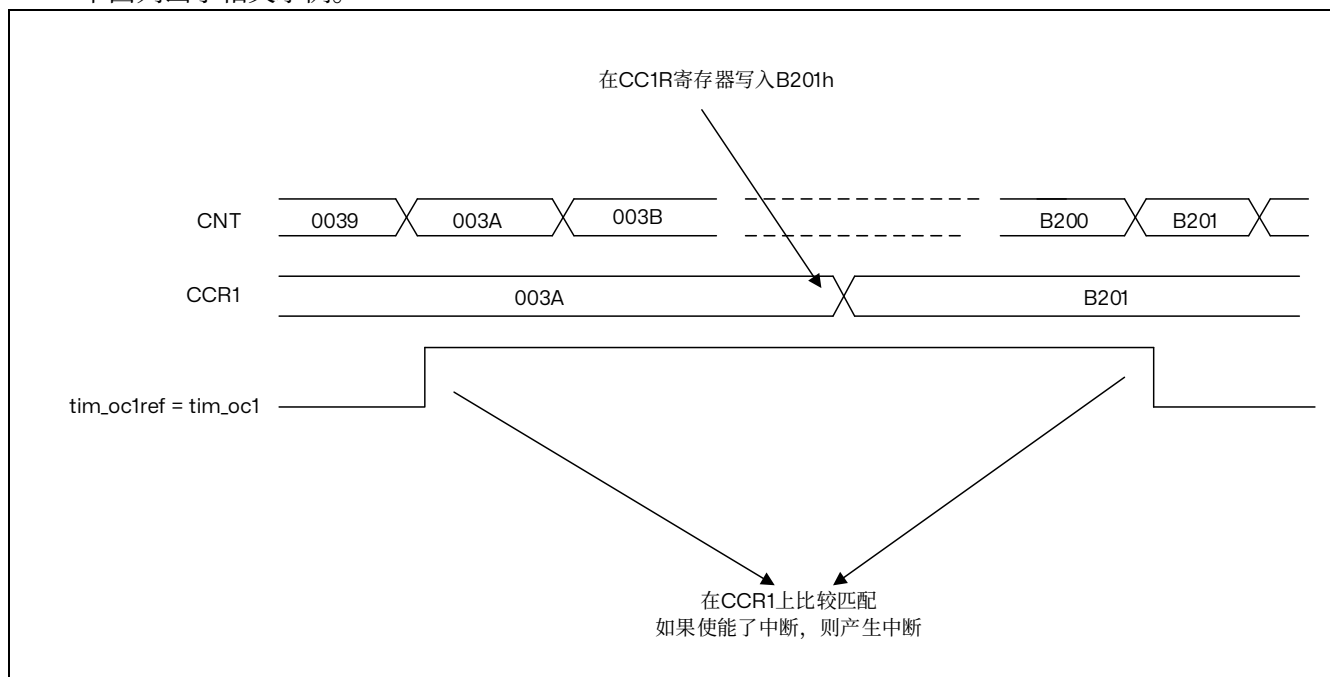 在CC1R寄存器写入B201h
CNT 0039 003A 003B B200 B201
CCR1 003A B201
tim_oc1ref = tim_oc1
在CCR1上比较匹配
如果使能了中断，则产生中断